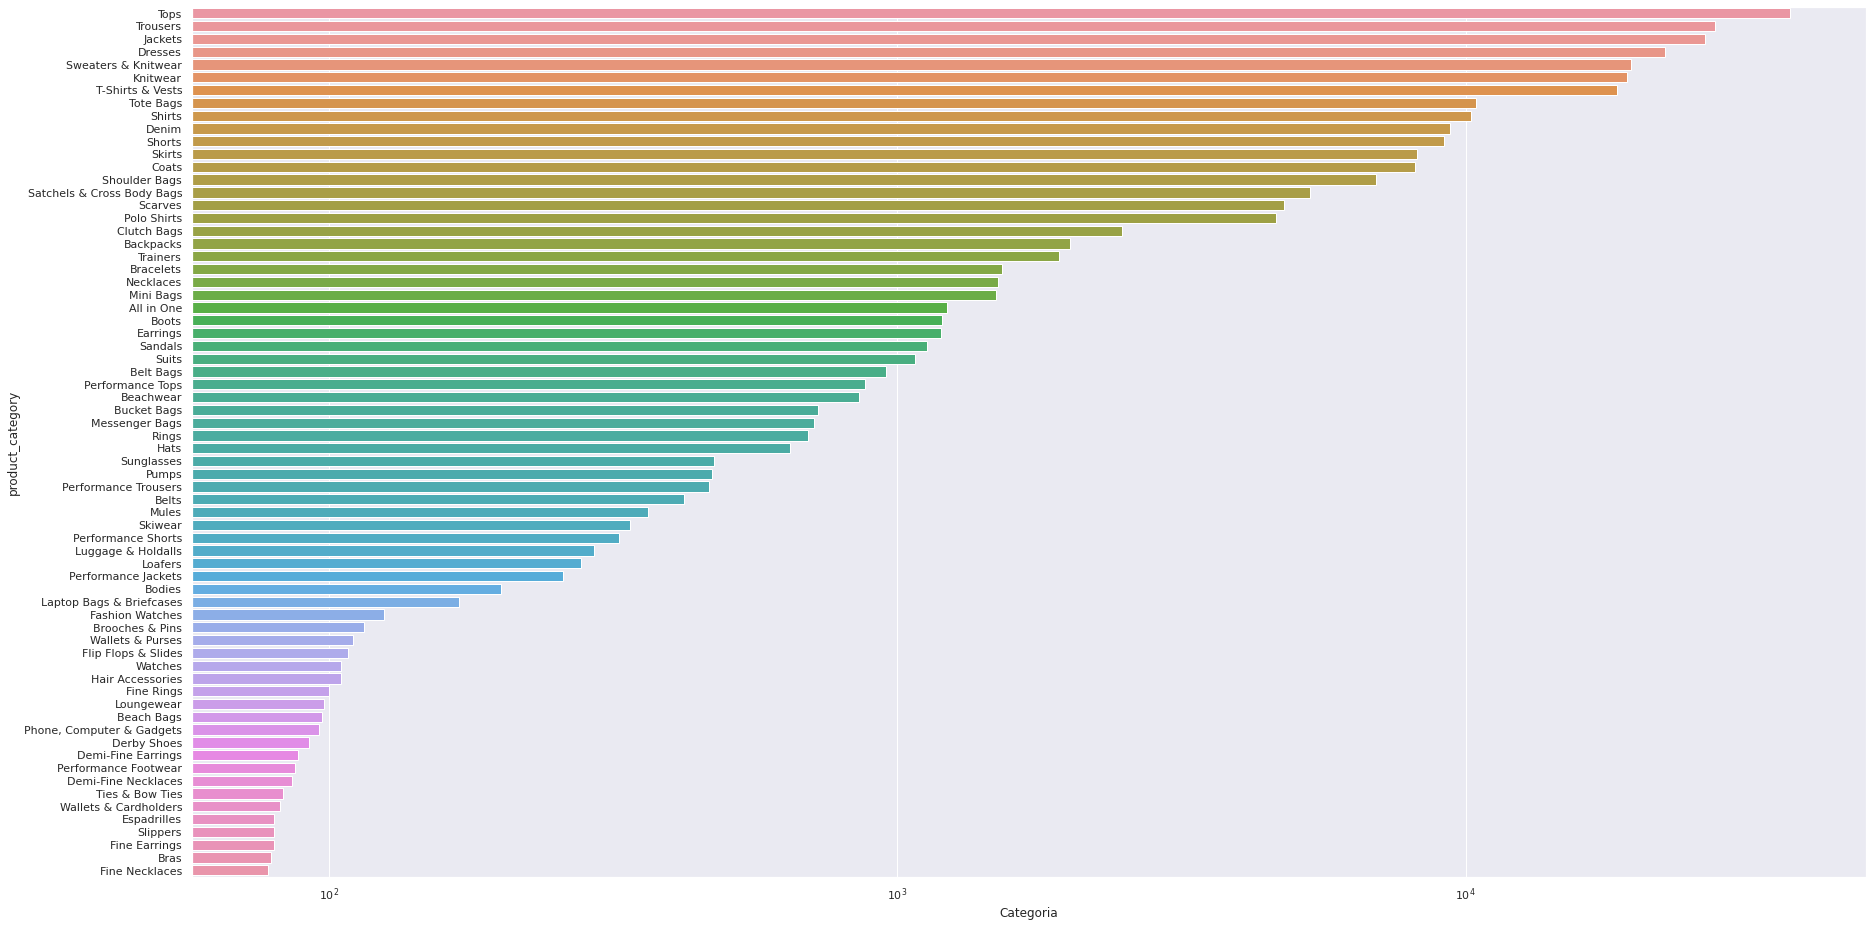 Tops
Trousers
Jackets
Dresses
Sweaters & Knitwear
Knitwear
T-Shirts & Vests
Tote Bags
Shirts
Denim
Shorts
Skirts
Coats
Shoulder Bags
Satchels & Cross Body Bags
Scarves
Polo Shirts
Clutch Bags
Backpacks
Trainers
Bracelets
Necklaces
Mini Bags
All in One
Boots
Earrings
Sandals
Suits
Belt Bags
Performance Tops
Beachwear
Bucket Bags
Messenger Bags
Rings
Hats
Sunglasses
Pumps
Performance Trousers
Belts
Mules
Skiwear
Performance Shorts
Luggage & Holdalls
Loafers
Performance Jackets
Bodies
Laptop Bags & Briefcases
Fashion Watches
Brooches & Pins
Wallets & Purses
Flip Flops & Slides
Watches
Hair Accessories
Fine Rings
Loungewear
Beach Bags
Phone, Computer & Gadgets
Derby Shoes
Demi-Fine Earrings
Performance Footwear
Demi-Fine Necklaces
Ties & Bow Ties
Wallets & Cardholders
Espadrilles
Slippers
Fine Earrings
Bras
Fine Necklaces
product_category
10² 10³ 10⁴
Categoria